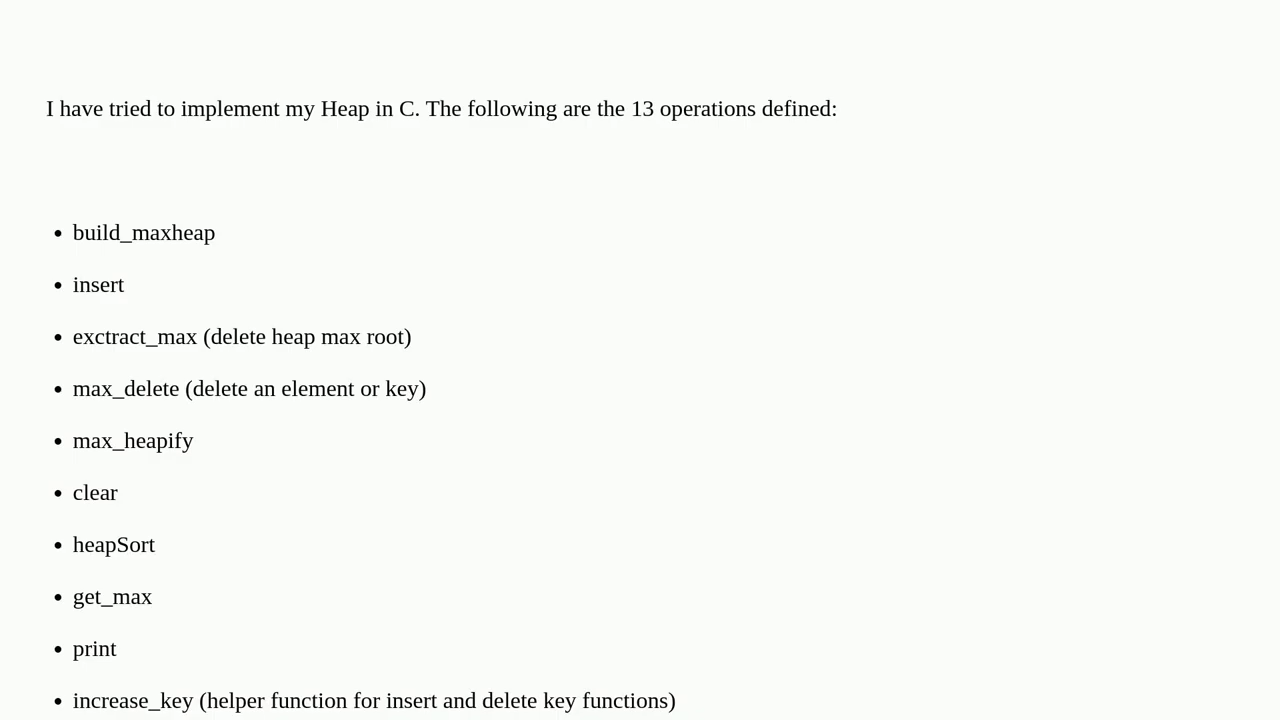 I have tried to implement my Heap in C. The following are the 13 operations defined:
• build_maxheap
• insert
• exctract_max (delete heap max root)
• max_delete (delete an element or key)
• max_heapify
• clear
• heapSort
• get_max
• print
• increase_key (helper function for insert and delete key functions)